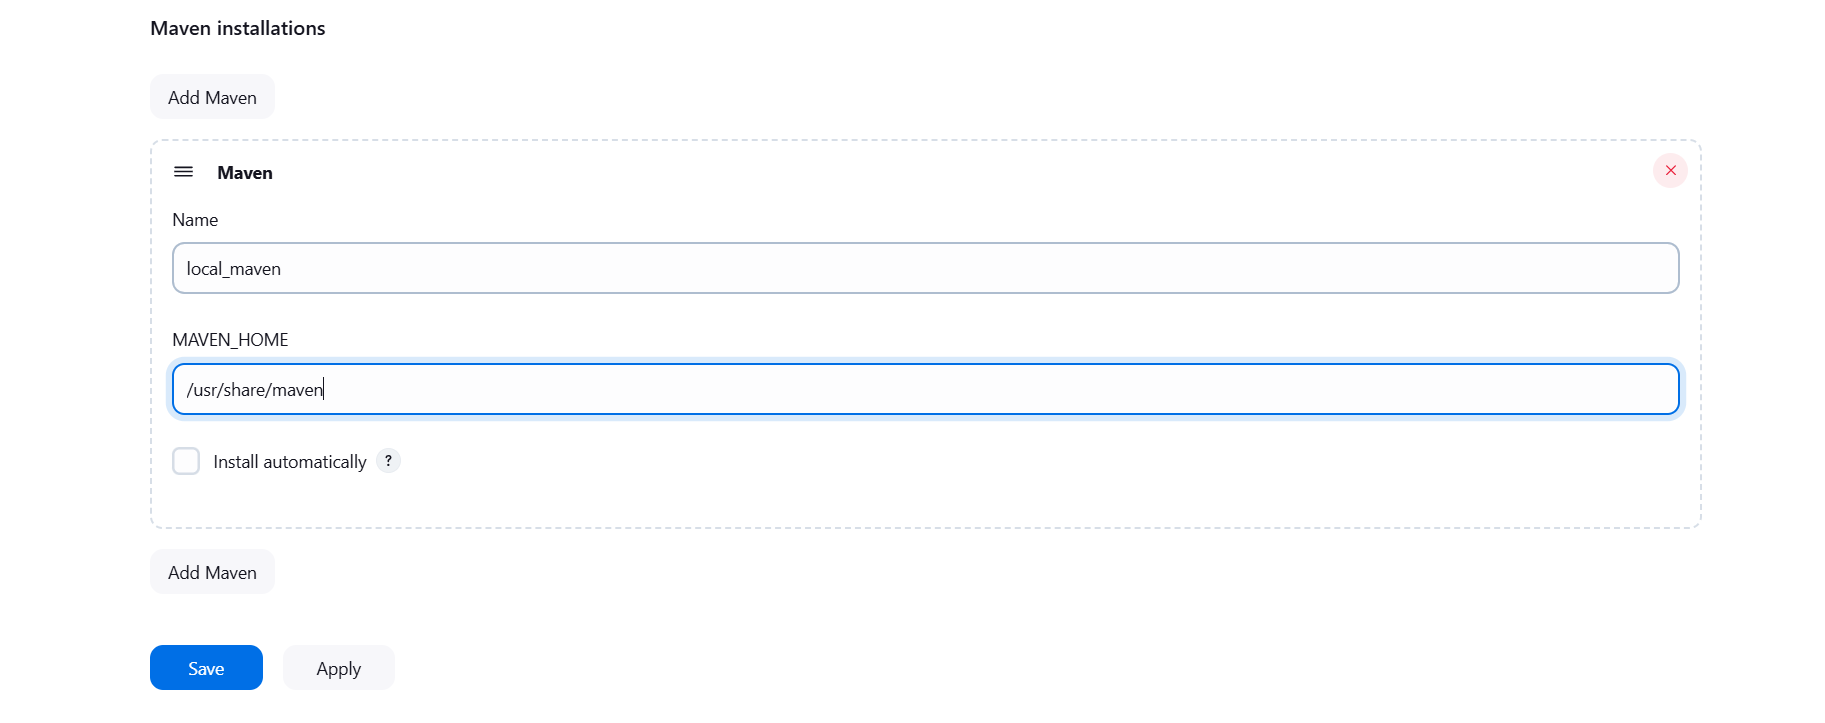 Maven installations
Add Maven
Maven
Name
local_maven
MAVEN_HOME
/usr/share/maven
Install automatically ?
Add Maven
Save Apply